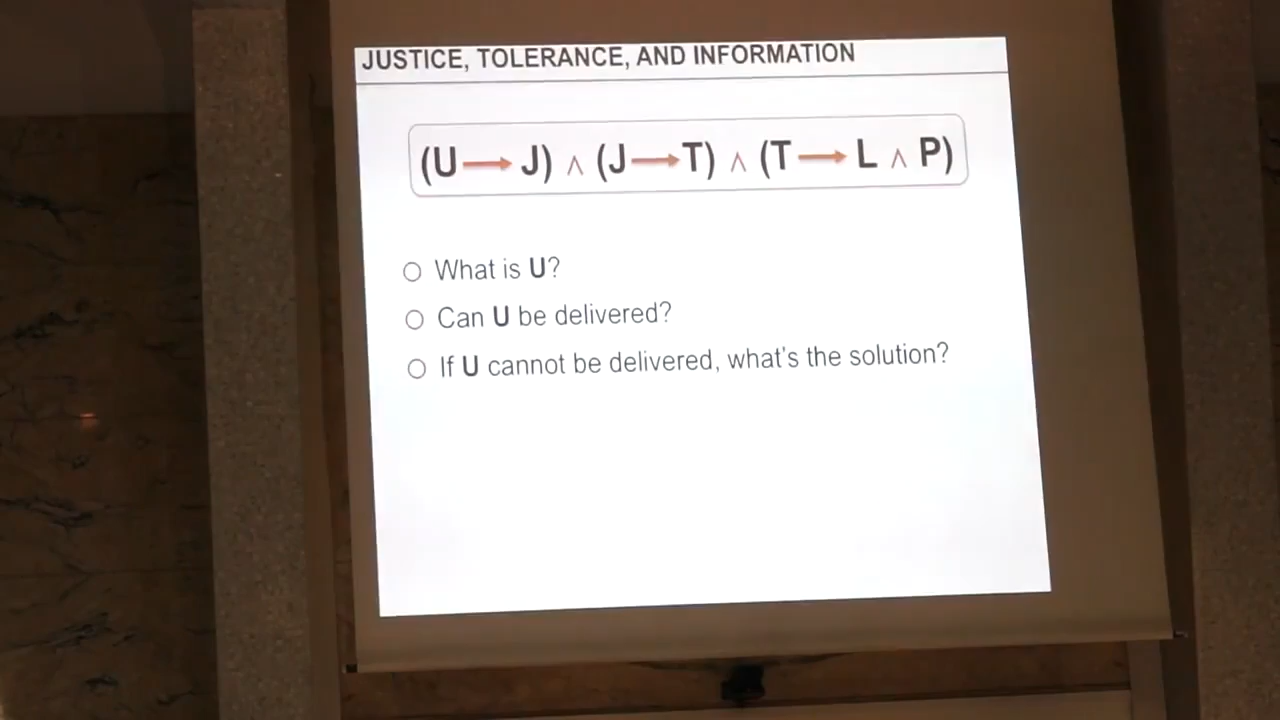 JUSTICE, TOLERANCE, AND INFORMATION
(U → J) ∧ (J → T) ∧ (T → L ∧ P)
○ What is U?
○ Can U be delivered?
○ If U cannot be delivered, what's the solution?